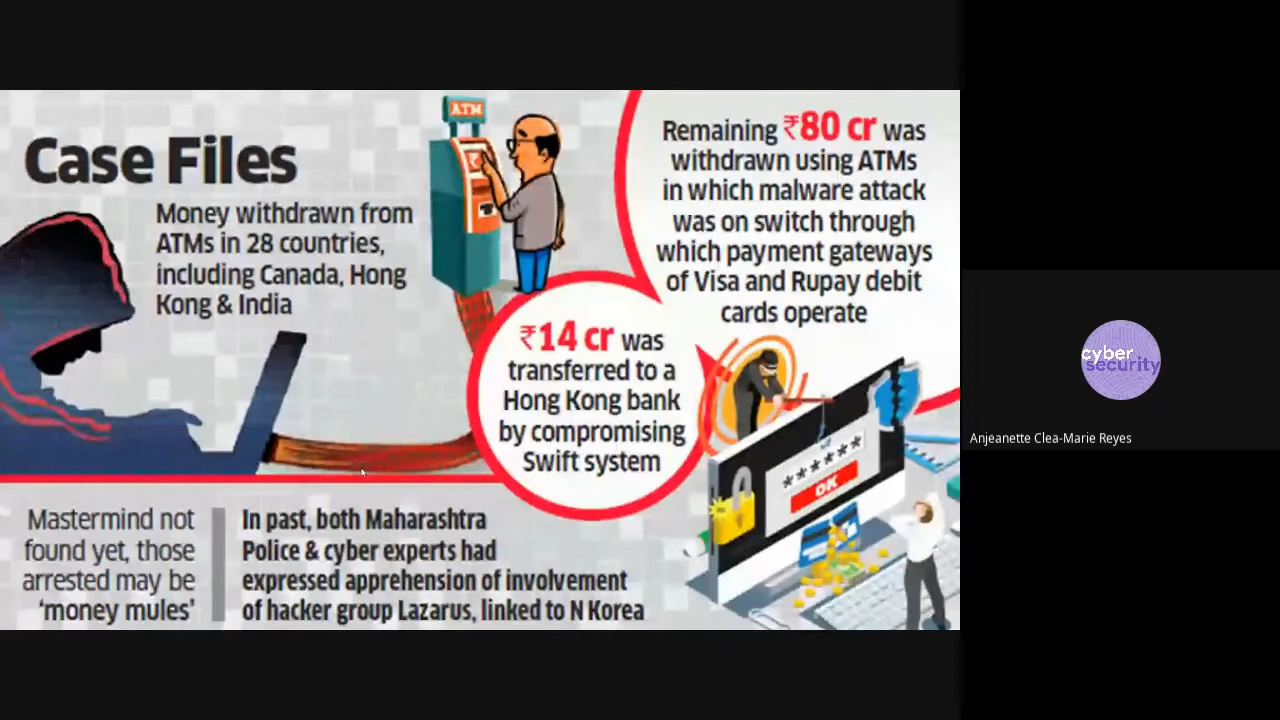 Case Files
Money withdrawn from
ATMs in 28 countries,
including Canada, Hong
Kong & India
ATM
₹
Remaining ₹80 cr was
withdrawn using ATMs
in which malware attack
was on switch through
which payment gateways
of Visa and Rupay debit
cards operate
₹14 cr was
transferred to a
Hong Kong bank
by compromising
Swift system
******
OK
Mastermind not
found yet, those
arrested may be
‘money mules’
In past, both Maharashtra
Police & cyber experts had
expressed apprehension of involvement
of hacker group Lazarus, linked to N Korea
cyber
security
Anjeanette Clea-Marie Reyes